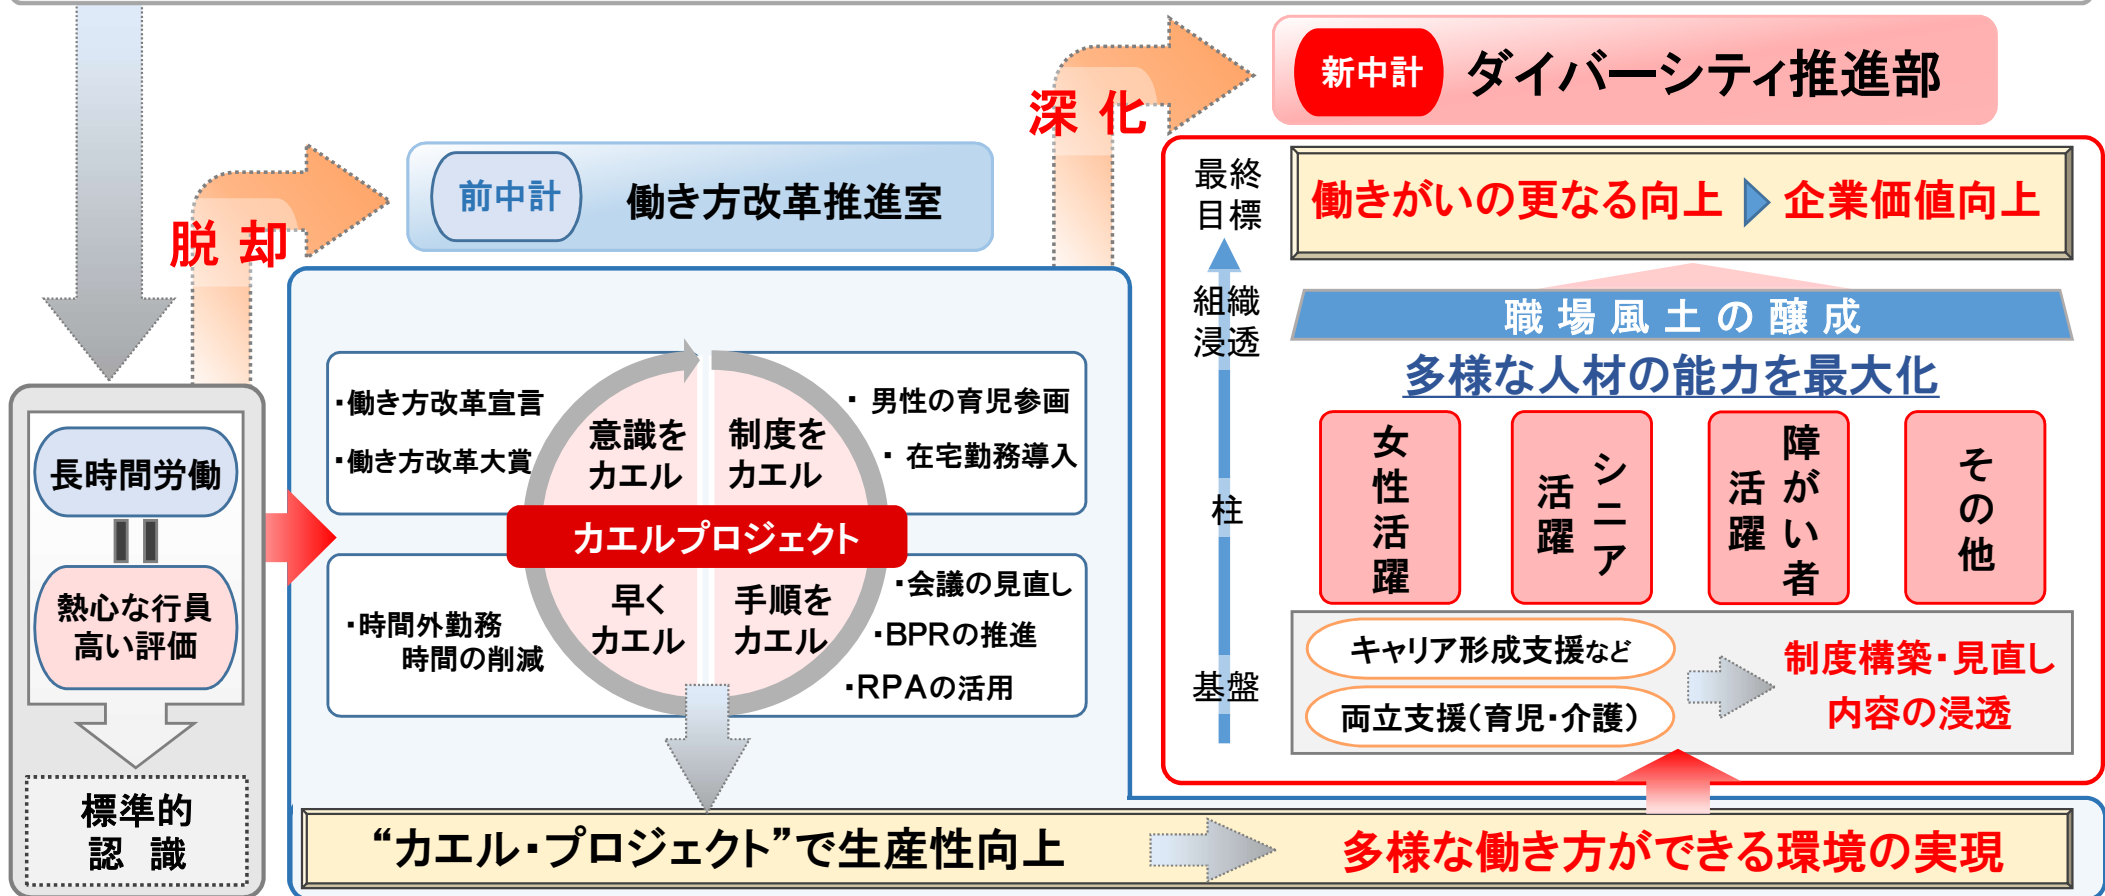 長時間労働
熱心な行員
高い評価
標準的
認 識
脱 却
前中計
働き方改革推進室
・働き方改革宣言
・働き方改革大賞
意識を
カエル
制度を
カエル
・ 男性の育児参画
・ 在宅勤務導入
カエルプロジェクト
・時間外勤務
時間の削減
早く
カエル
手順を
カエル
・会議の見直し
・BPRの推進
・RPAの活用
“カエル・プロジェクト”で生産性向上
多様な働き方ができる環境の実現
深 化
新中計
ダイバーシティ推進部
最終
目標
組織
浸透
柱
基盤
働きがいの更なる向上
企業価値向上
職場風土の醸成
多様な人材の能力を最大化
女性活躍
シニア
活躍
障がい者
活躍
その他
キャリア形成支援など
両立支援(育児・介護)
制度構築・見直し
内容の浸透